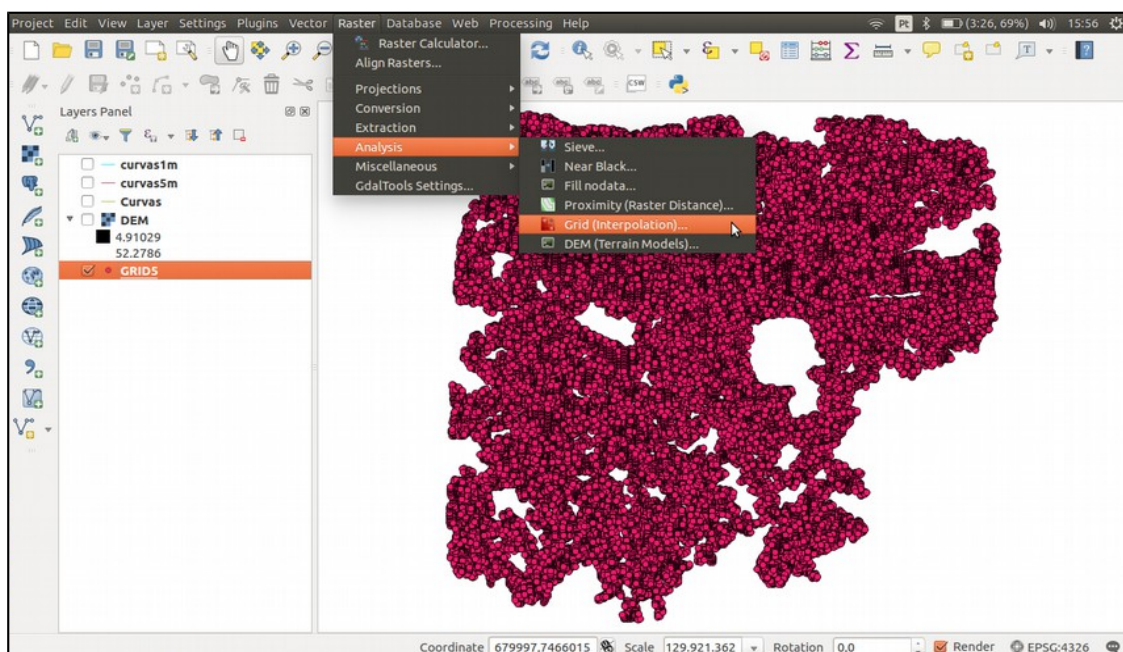 Project Edit View Layer Settings Plugins Vector Raster Database Web Processing Help Pt (3:26, 69%) 15:56
Raster Calculator...
Align Rasters...
Projections
Conversion
Extraction
Analysis
Miscellaneous
GdalTools Settings...
Sieve...
Near Black...
Fill nodata...
Proximity (Raster Distance)...
Grid (Interpolation)...
DEM (Terrain Models)...
CSW
Layers Panel
curvas1m
curvas5m
Curvas
DEM
4.91029
52.2786
GRID5
Coordinate 679997.7466015 Scale 129.921.362 Rotation 0.0 Render EPSG:4326